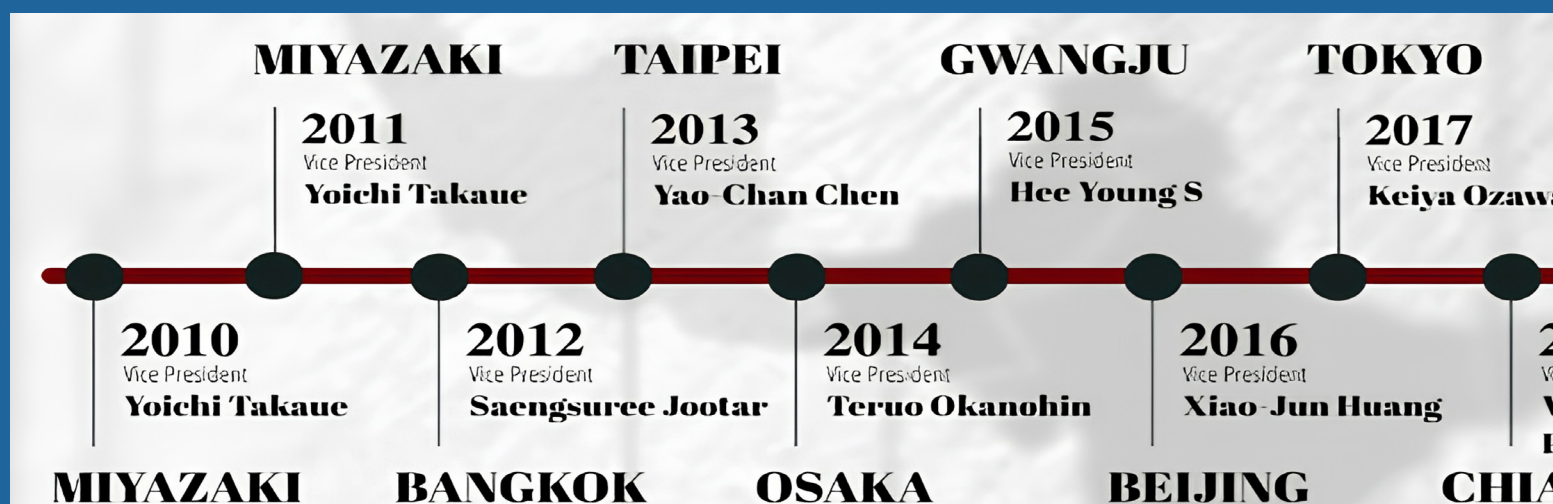 MIYAZAKI
2011
Vice President
Yoichi Takaue
TAIPEI
2013
Vice President
Yao-Chan Chen
GWANGJU
2015
Vice President
Hee Young S
TOKYO
2017
Vice President
Keiya Ozawa
2010
Vice President
Yoichi Takaue
MIYAZAKI
2012
Vice President
Saengsuree Jootar
BANGKOK
2014
Vice President
Teruo Okanohin
OSAKA
2016
Vice President
Xiao-Jun Huang
BEIJING